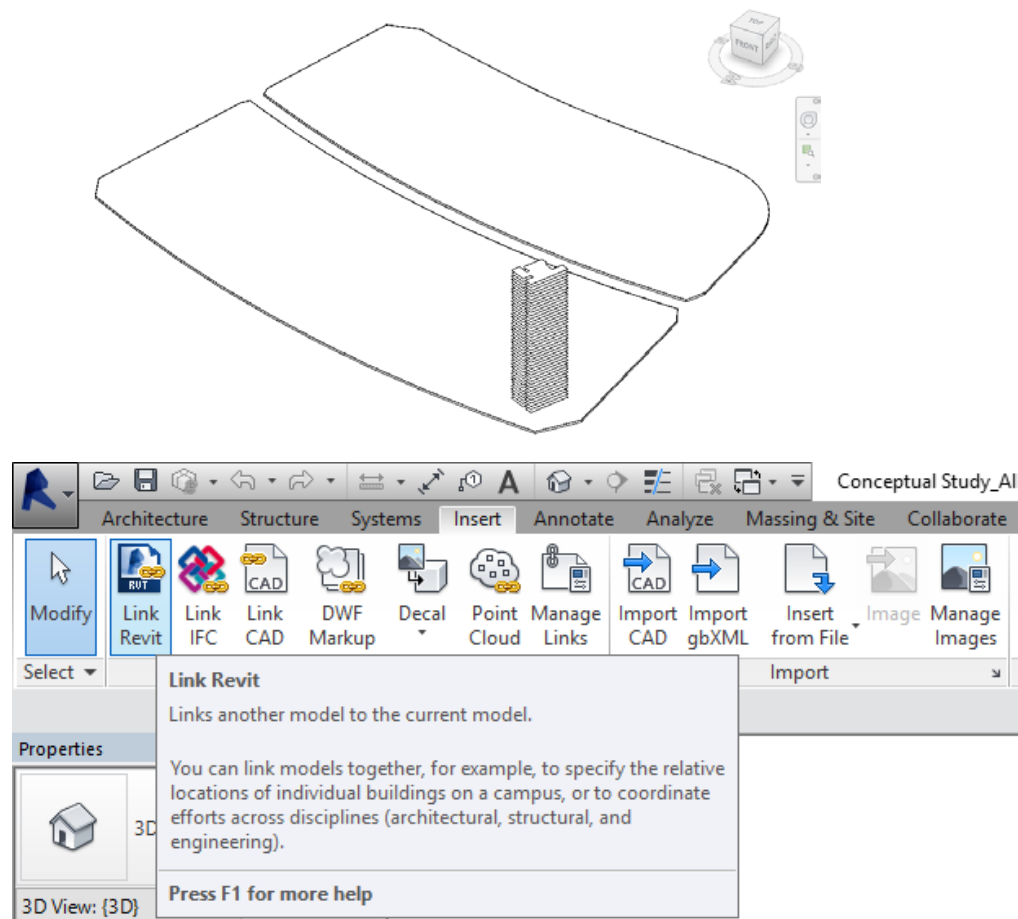 TOP
FRONT
Conceptual Study_All
Architecture Structure Systems Insert Annotate Analyze Massing & Site Collaborate
RVT CAD CAD
Modify Link Revit Link IFC Link CAD DWF Markup Decal Point Cloud Manage Links Import CAD Import gbXML Insert from File Image Manage Images
Select Import
Link Revit
Links another model to the current model.
You can link models together, for example, to specify the relative
locations of individual buildings on a campus, or to coordinate
efforts across disciplines (architectural, structural, and
engineering).
Press F1 for more help
Properties
3D
3D View: {3D}